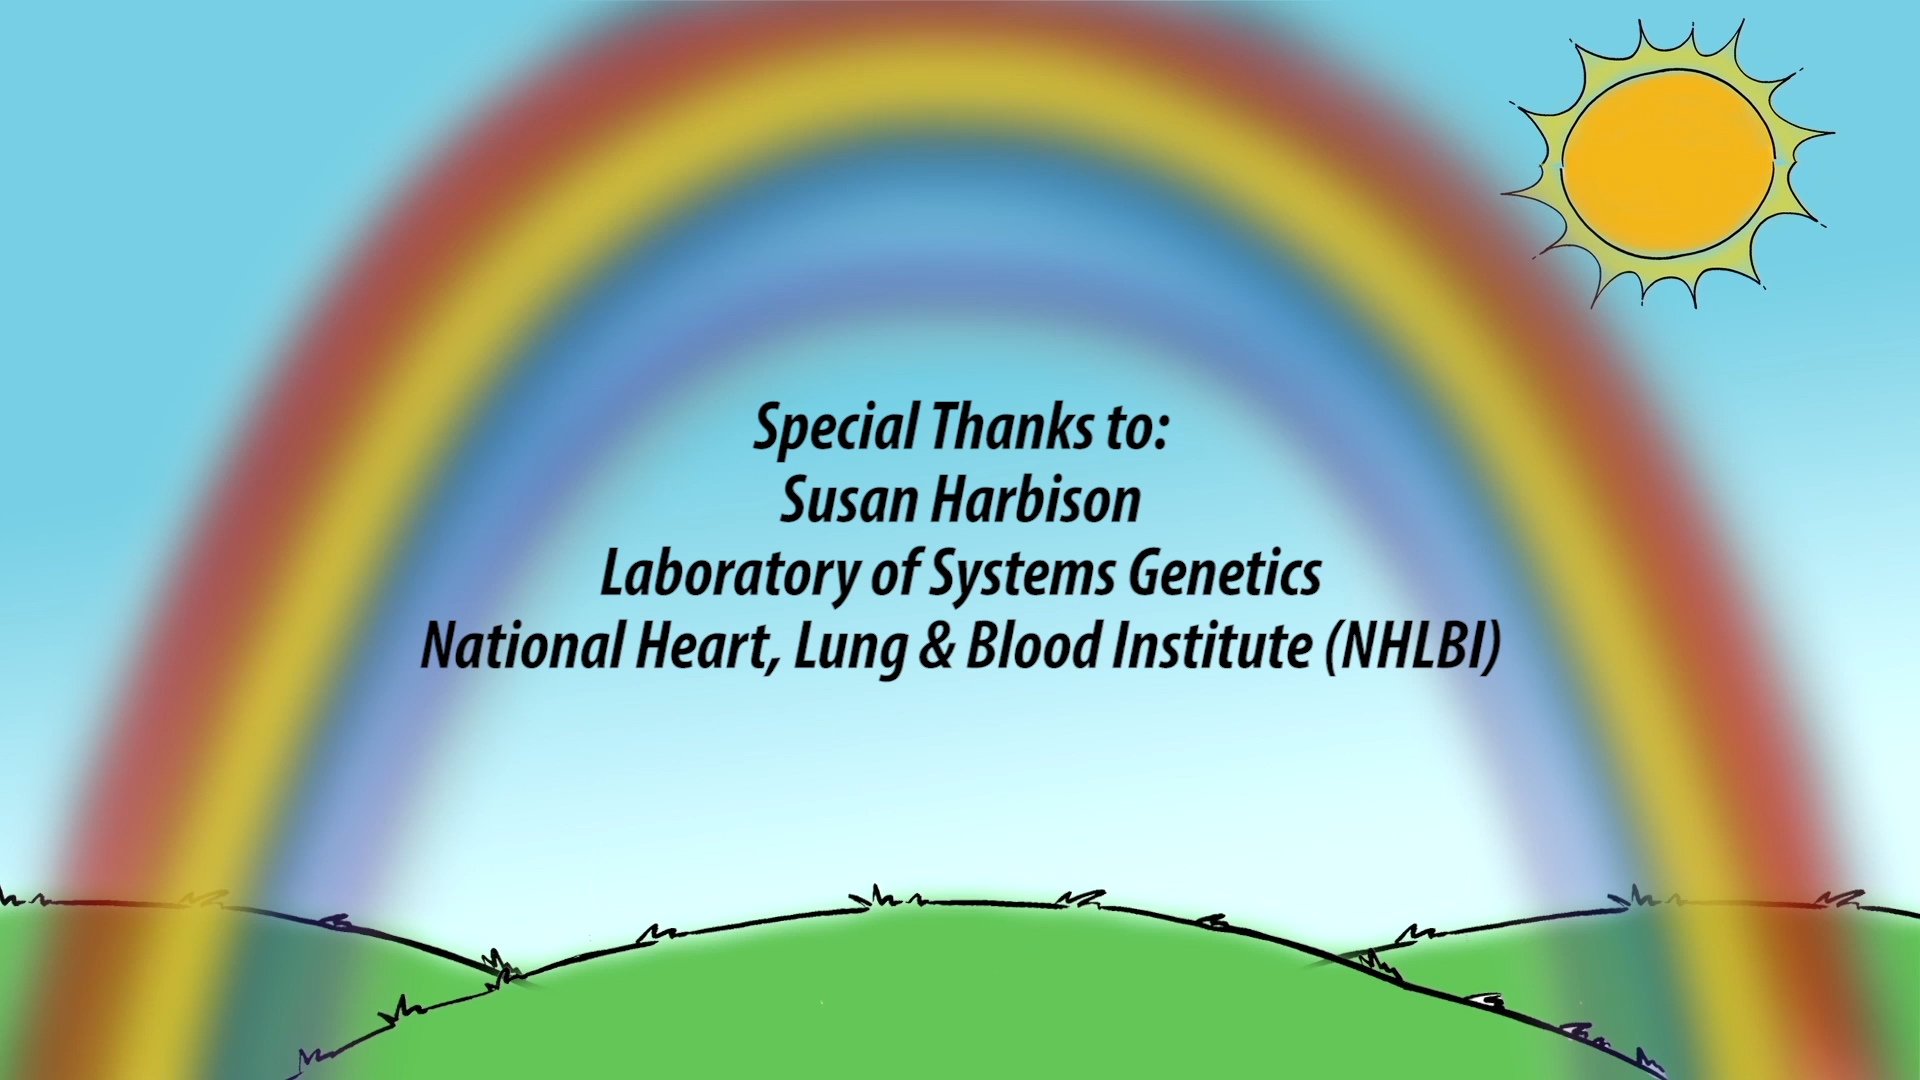 Special Thanks to:
Susan Harbison
Laboratory of Systems Genetics
National Heart, Lung & Blood Institute (NHLBI)